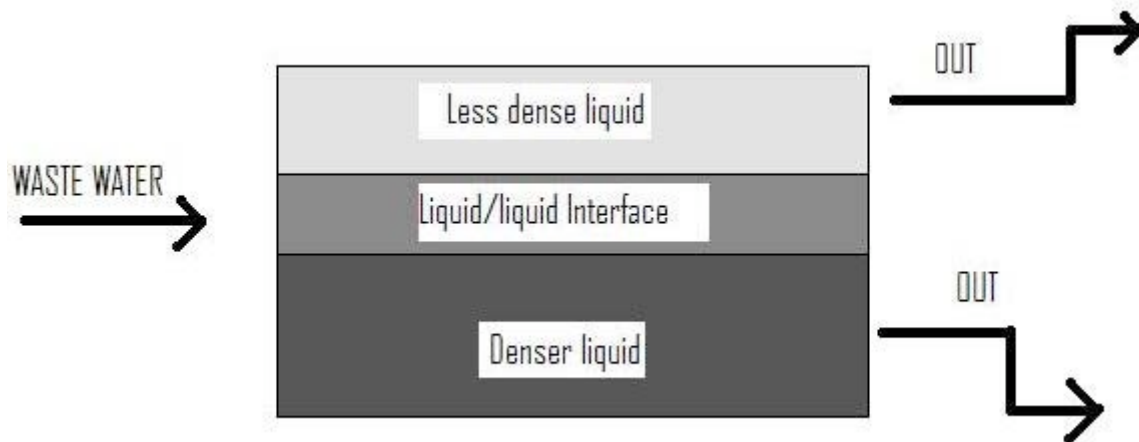 OUT
Less dense liquid
WASTE WATER
Liquid/liquid Interface
OUT
Denser liquid